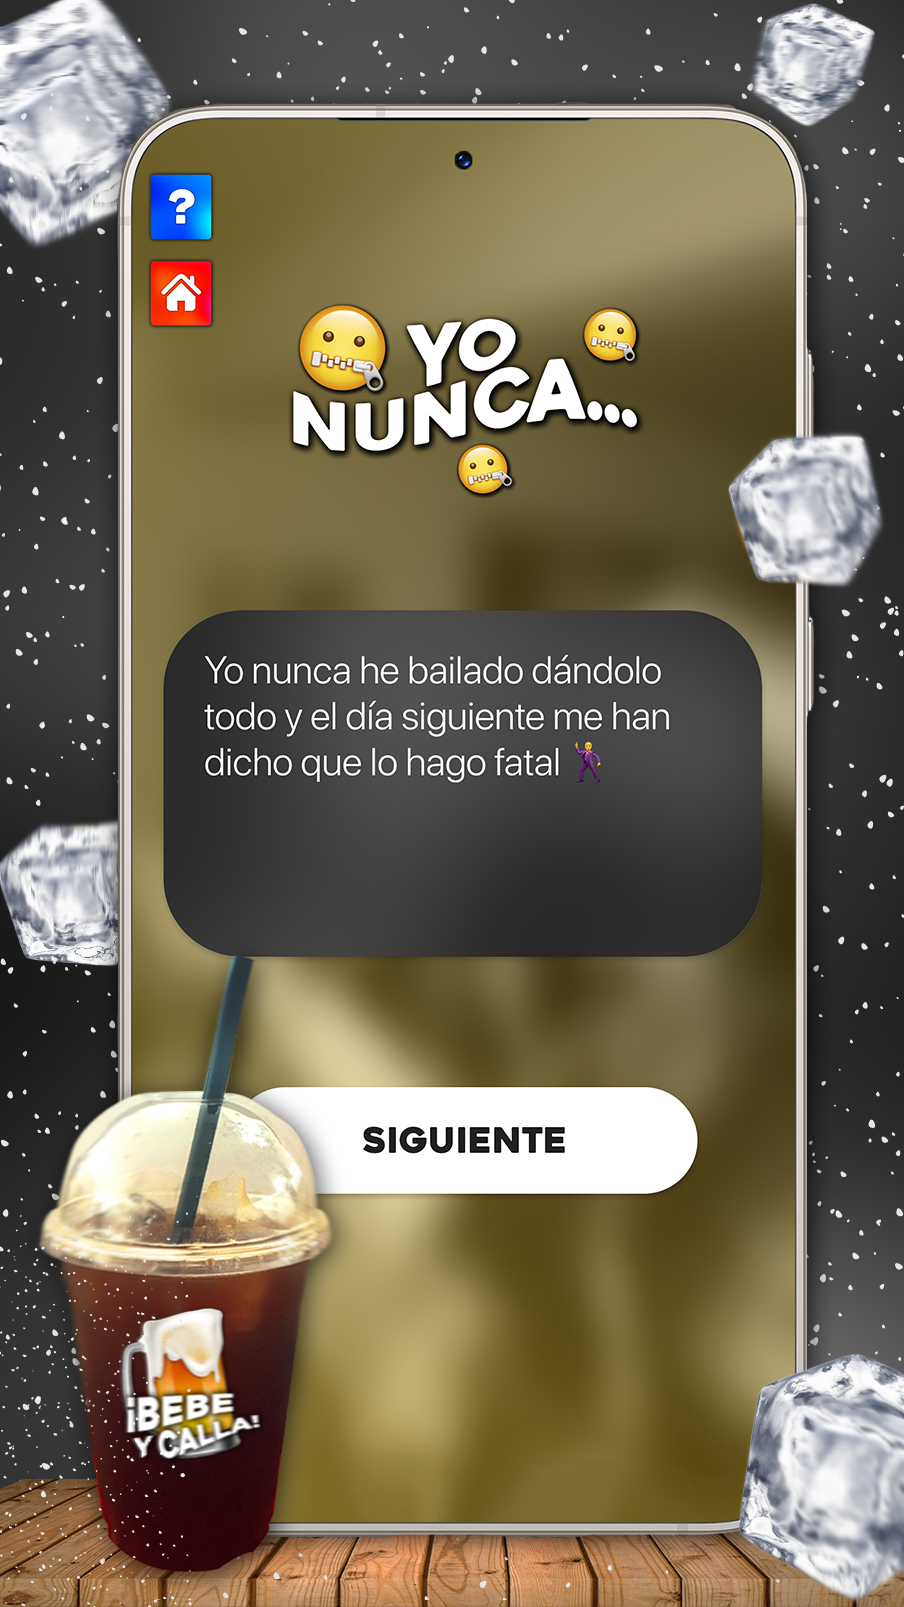 ?
YO
NUNCA...
Yo nunca he bailado dándolo
todo y el día siguiente me han
dicho que lo hago fatal 🕺
SIGUIENTE
¡BEBE
Y CALLA!